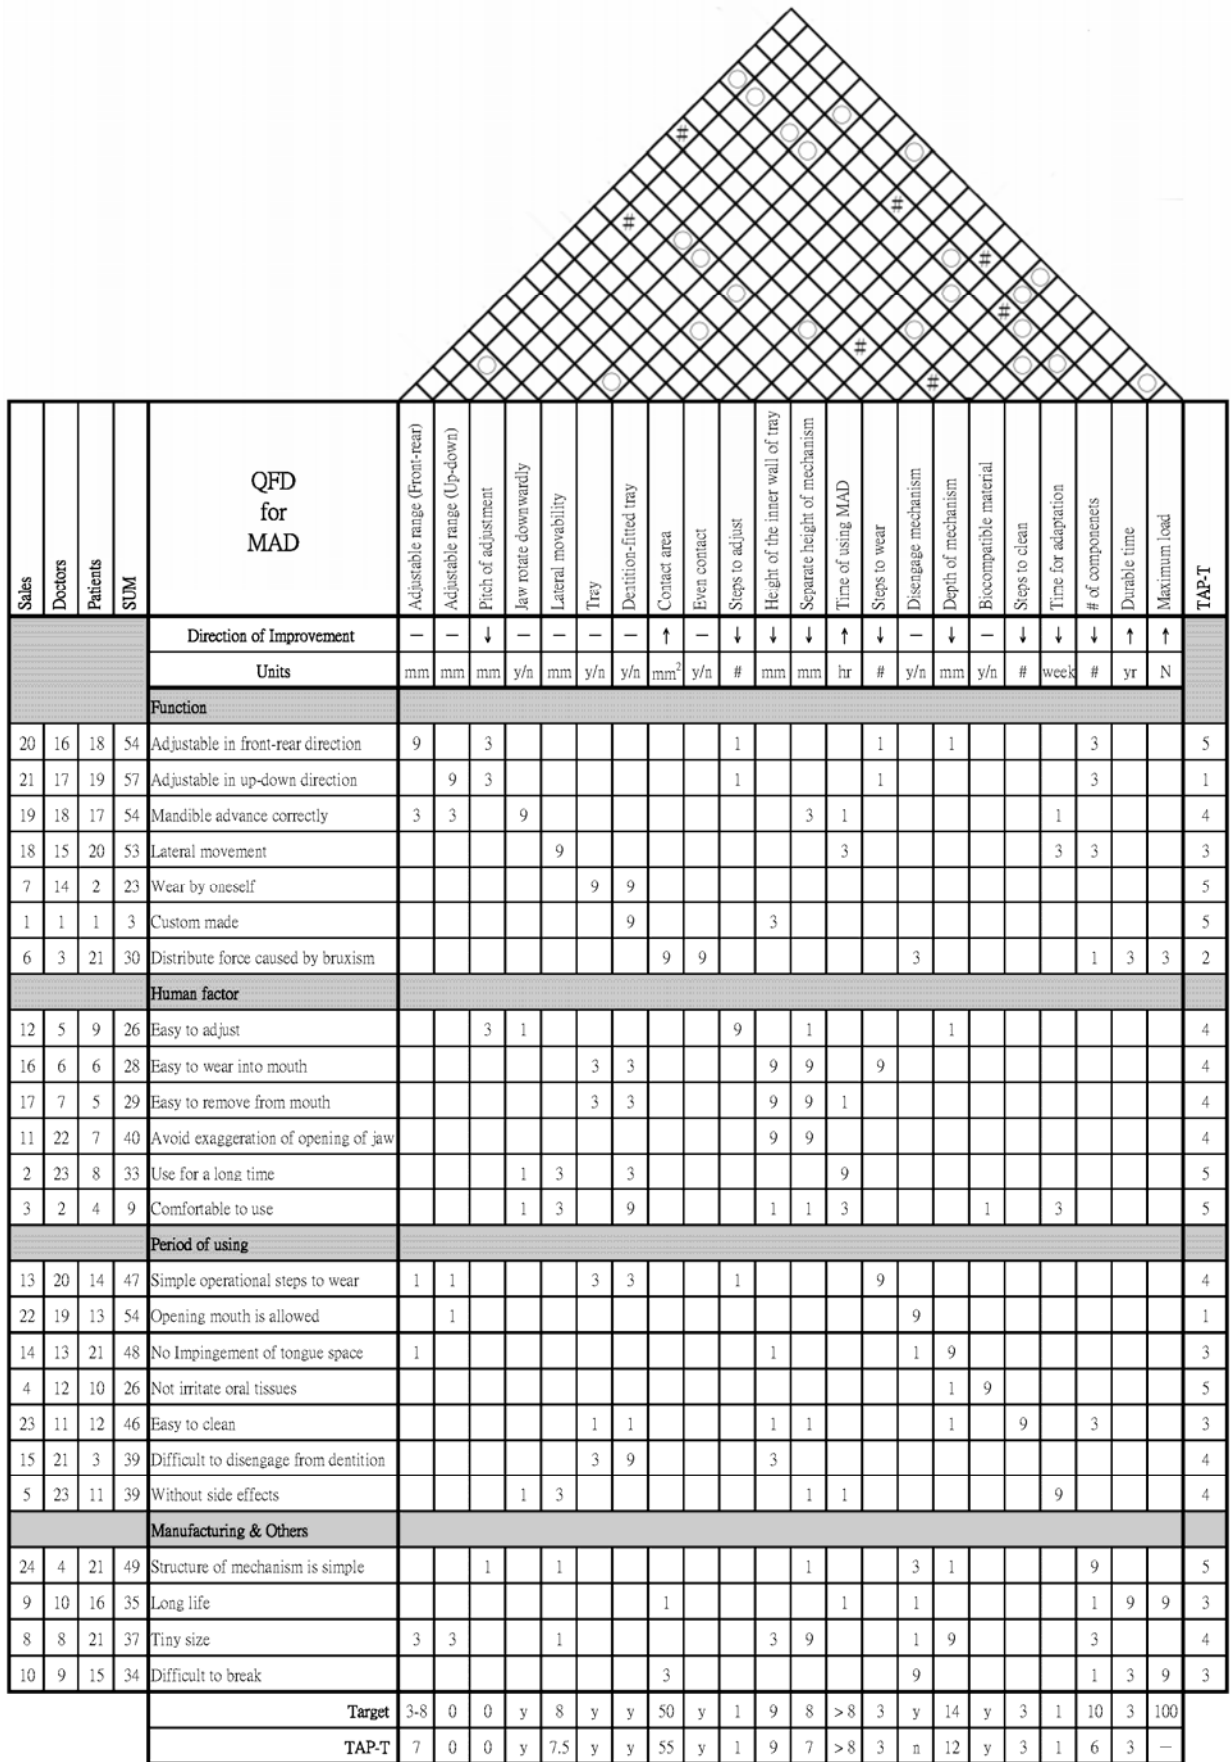 QFD
for
MAD
Sales
Doctors
Patients
SUM
Adjustable range (Front-rear)
Adjustable range (Up-down)
Pitch of adjustment
Jaw rotate downwardly
Lateral movability
Tray
Dentition-fitted tray
Contact area
Even contact
Steps to adjust
Height of the inner wall of tray
Separate height of mechanism
Time of using MAD
Steps to wear
Disengage mechanism
Depth of mechanism
Biocompatible material
Steps to clean
Time for adaptation
# of componenets
Durable time
Maximum load
TAP-T
Direction of Improvement – – ↓ – – – – ↑ – ↓ ↓ ↓ ↑ ↓ – ↓ – ↓ ↓ ↓ ↑ ↑
Units mm mm mm y/n mm y/n y/n mm² y/n # mm mm hr # y/n mm y/n # week # yr N
Function
20 16 18 54 Adjustable in front-rear direction 9 3 1 1 1 3 5
21 17 19 57 Adjustable in up-down direction 9 3 1 1 3 1
19 18 17 54 Mandible advance correctly 3 3 9 3 1 1 4
18 15 20 53 Lateral movement 9 3 3 3 3
7 14 2 23 Wear by oneself 9 9 5
1 1 1 3 Custom made 9 3 5
6 3 21 30 Distribute force caused by bruxism 9 9 3 1 3 3 2
Human factor
12 5 9 26 Easy to adjust 3 1 9 1 1 4
16 6 6 28 Easy to wear into mouth 3 3 9 9 9 4
17 7 5 29 Easy to remove from mouth 3 3 9 9 1 4
11 22 7 40 Avoid exaggeration of opening of jaw 9 9 4
2 23 8 33 Use for a long time 1 3 3 9 5
3 2 4 9 Comfortable to use 1 3 9 1 1 3 1 3 5
Period of using
13 20 14 47 Simple operational steps to wear 1 1 3 3 1 9 4
22 19 13 54 Opening mouth is allowed 1 9 1
14 13 21 48 No Impingement of tongue space 1 1 1 9 3
4 12 10 26 Not irritate oral tissues 1 9 5
23 11 12 46 Easy to clean 1 1 1 1 1 9 3 3
15 21 3 39 Difficult to disengage from dentition 3 9 3 4
5 23 11 39 Without side effects 1 3 1 1 9 4
Manufacturing & Others
24 4 21 49 Structure of mechanism is simple 1 1 1 3 1 9 5
9 10 16 35 Long life 1 1 1 1 9 9 3
8 8 21 37 Tiny size 3 3 1 3 9 1 9 3 4
10 9 15 34 Difficult to break 3 9 1 3 9 3
Target 3-8 0 0 y 8 y y 50 y 1 9 8 >8 3 y 14 y 3 1 10 3 100
TAP-T 7 0 0 y 7.5 y y 55 y 1 9 7 >8 3 n 12 y 3 1 6 3 –